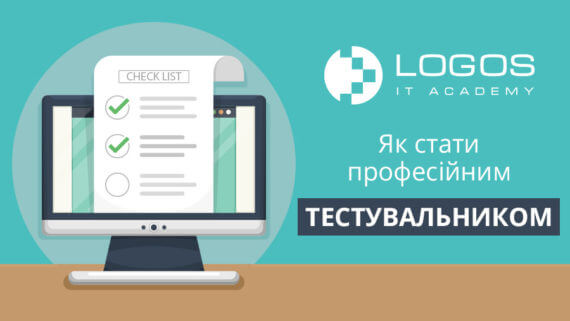 CHECK LIST
LOGOS
IT ACADEMY
Як стати
професійним
ТЕСТУВАЛЬНИКОМ